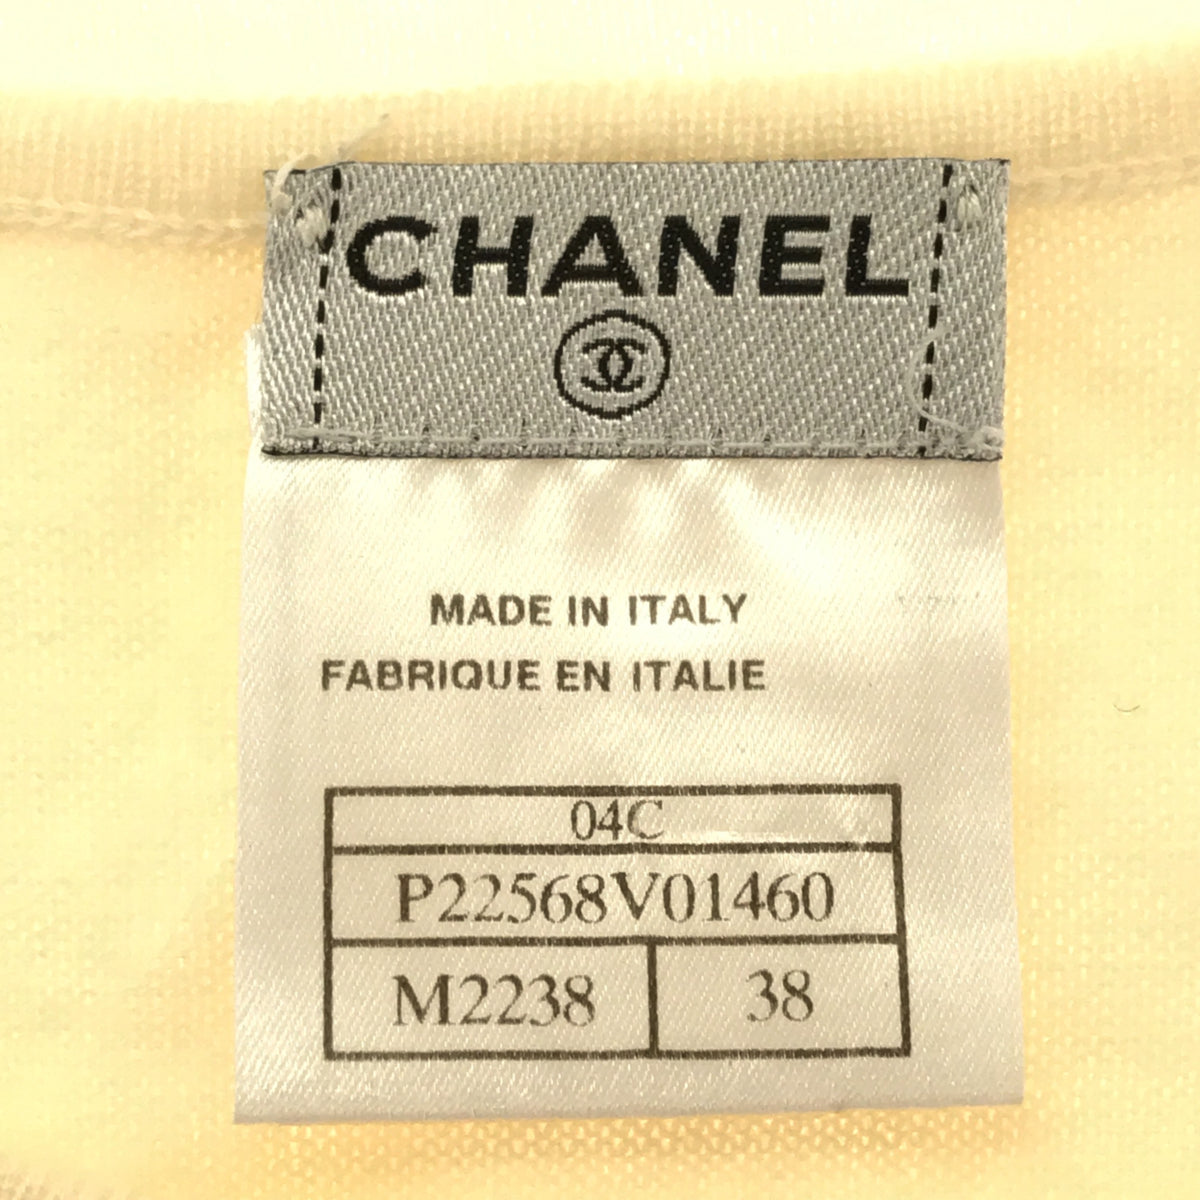 CHANEL
MADE IN ITALY
FABRIQUE EN ITALIE
04C
P22568V01460
M2238 38